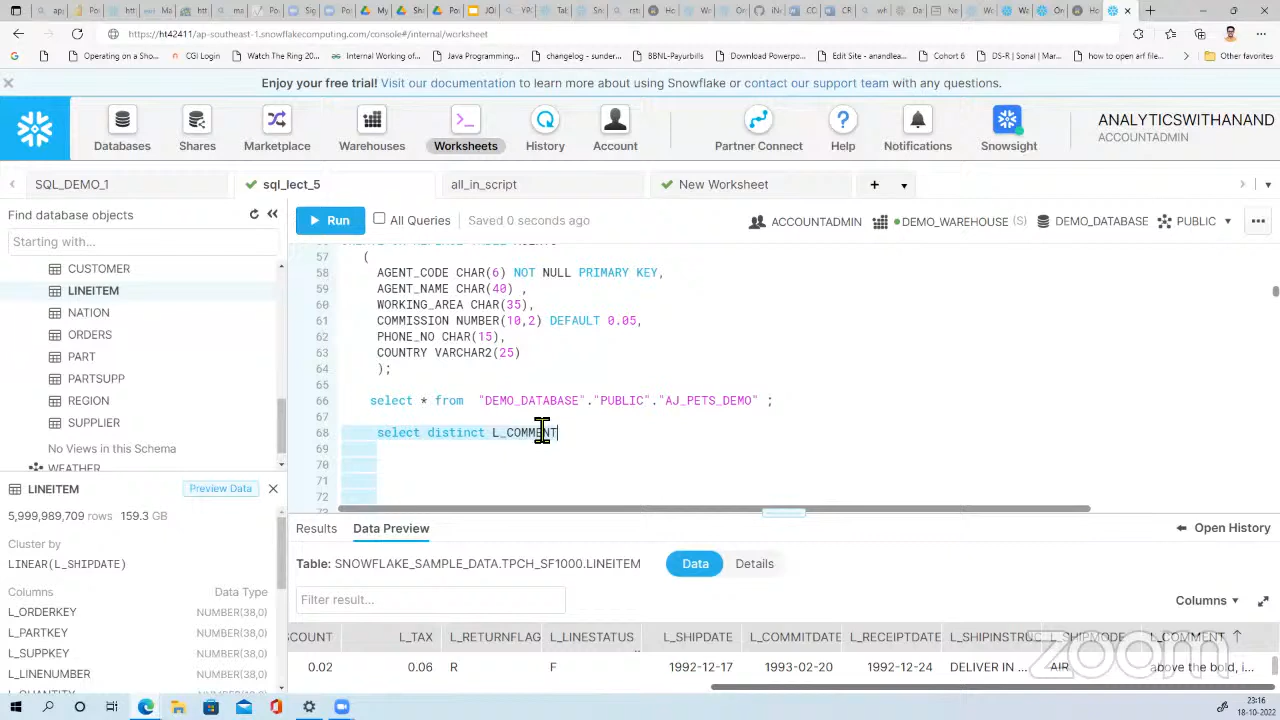 https://ht42411/ap-southeast-1.snowflakecomputing.com/console#/internal/worksheet
Operating on a Sho...
CGI Login
Watch The 100 Seas...
Java Programmers...
changelog - sunder...
BBNL-Payurbills
Download Powerpoi...
Edit Site - anandlea...
Cohort 3
DS-R | Sonal | Mar...
how to open arf file...
Other favorites
Enjoy your free trial! Visit our documentation to learn more about using Snowflake or contact our support team with any questions.
Databases
Shares
Marketplace
Warehouses
Worksheets
History
Account
Partner Connect
Help
Notifications
Snowsight
ANALYTICSWITHANAND
ACCOUNTADMIN
SQL_DEMO_1
sql_lect_5
all_in_script
New Worksheet
Find database objects
Starting with...
Run
All Queries
Saved 0 seconds ago
ACCOUNTADMIN
DEMO_WAREHOUSE (S)
DEMO_DATABASE
PUBLIC
CUSTOMER
LINEITEM
NATION
ORDERS
PART
PARTSUPP
REGION
SUPPLIER
No Views in this Schema
WEATHER
57 (
58 AGENT_CODE CHAR(6) NOT NULL PRIMARY KEY,
59 AGENT_NAME CHAR(40) ,
60 WORKING_AREA CHAR(35),
61 COMMISSION NUMBER(10,2) DEFAULT 0.05,
62 PHONE_NO CHAR(15),
63 COUNTRY VARCHAR2(25)
64 );
65
66 select * from "DEMO_DATABASE"."PUBLIC"."AJ_PETS_DEMO" ;
67
68 select distinct L_COMMENT
69
70
71
72
LINEITEM
Preview Data
5,999,989,709 rows 159.3 GB
Cluster by
LINEAR(L_SHIPDATE)
Columns Data Type
L_ORDERKEY NUMBER(38,0)
L_PARTKEY NUMBER(38,0)
L_SUPPKEY NUMBER(38,0)
L_LINENUMBER NUMBER(38,0)
Results
Data Preview
Open History
Table: SNOWFLAKE_SAMPLE_DATA.TPCH_SF1000.LINEITEM
Data
Details
Filter result...
Columns
COUNT L_TAX L_RETURNFLAG L_LINESTATUS L_SHIPDATE L_COMMITDATE L_RECEIPTDATE L_SHIPINSTRUC L_SHIPMODE L_COMMENT
0.02 0.06 R F 1992-12-17 1993-02-20 1992-12-24 DELIVER IN ... AIR above the bold, i...
zoom
23:16
18-10-2022